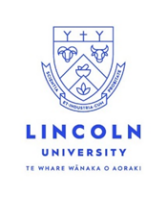 LINCOLN
UNIVERSITY
TE WHARE WĀNAKA O AORAKI